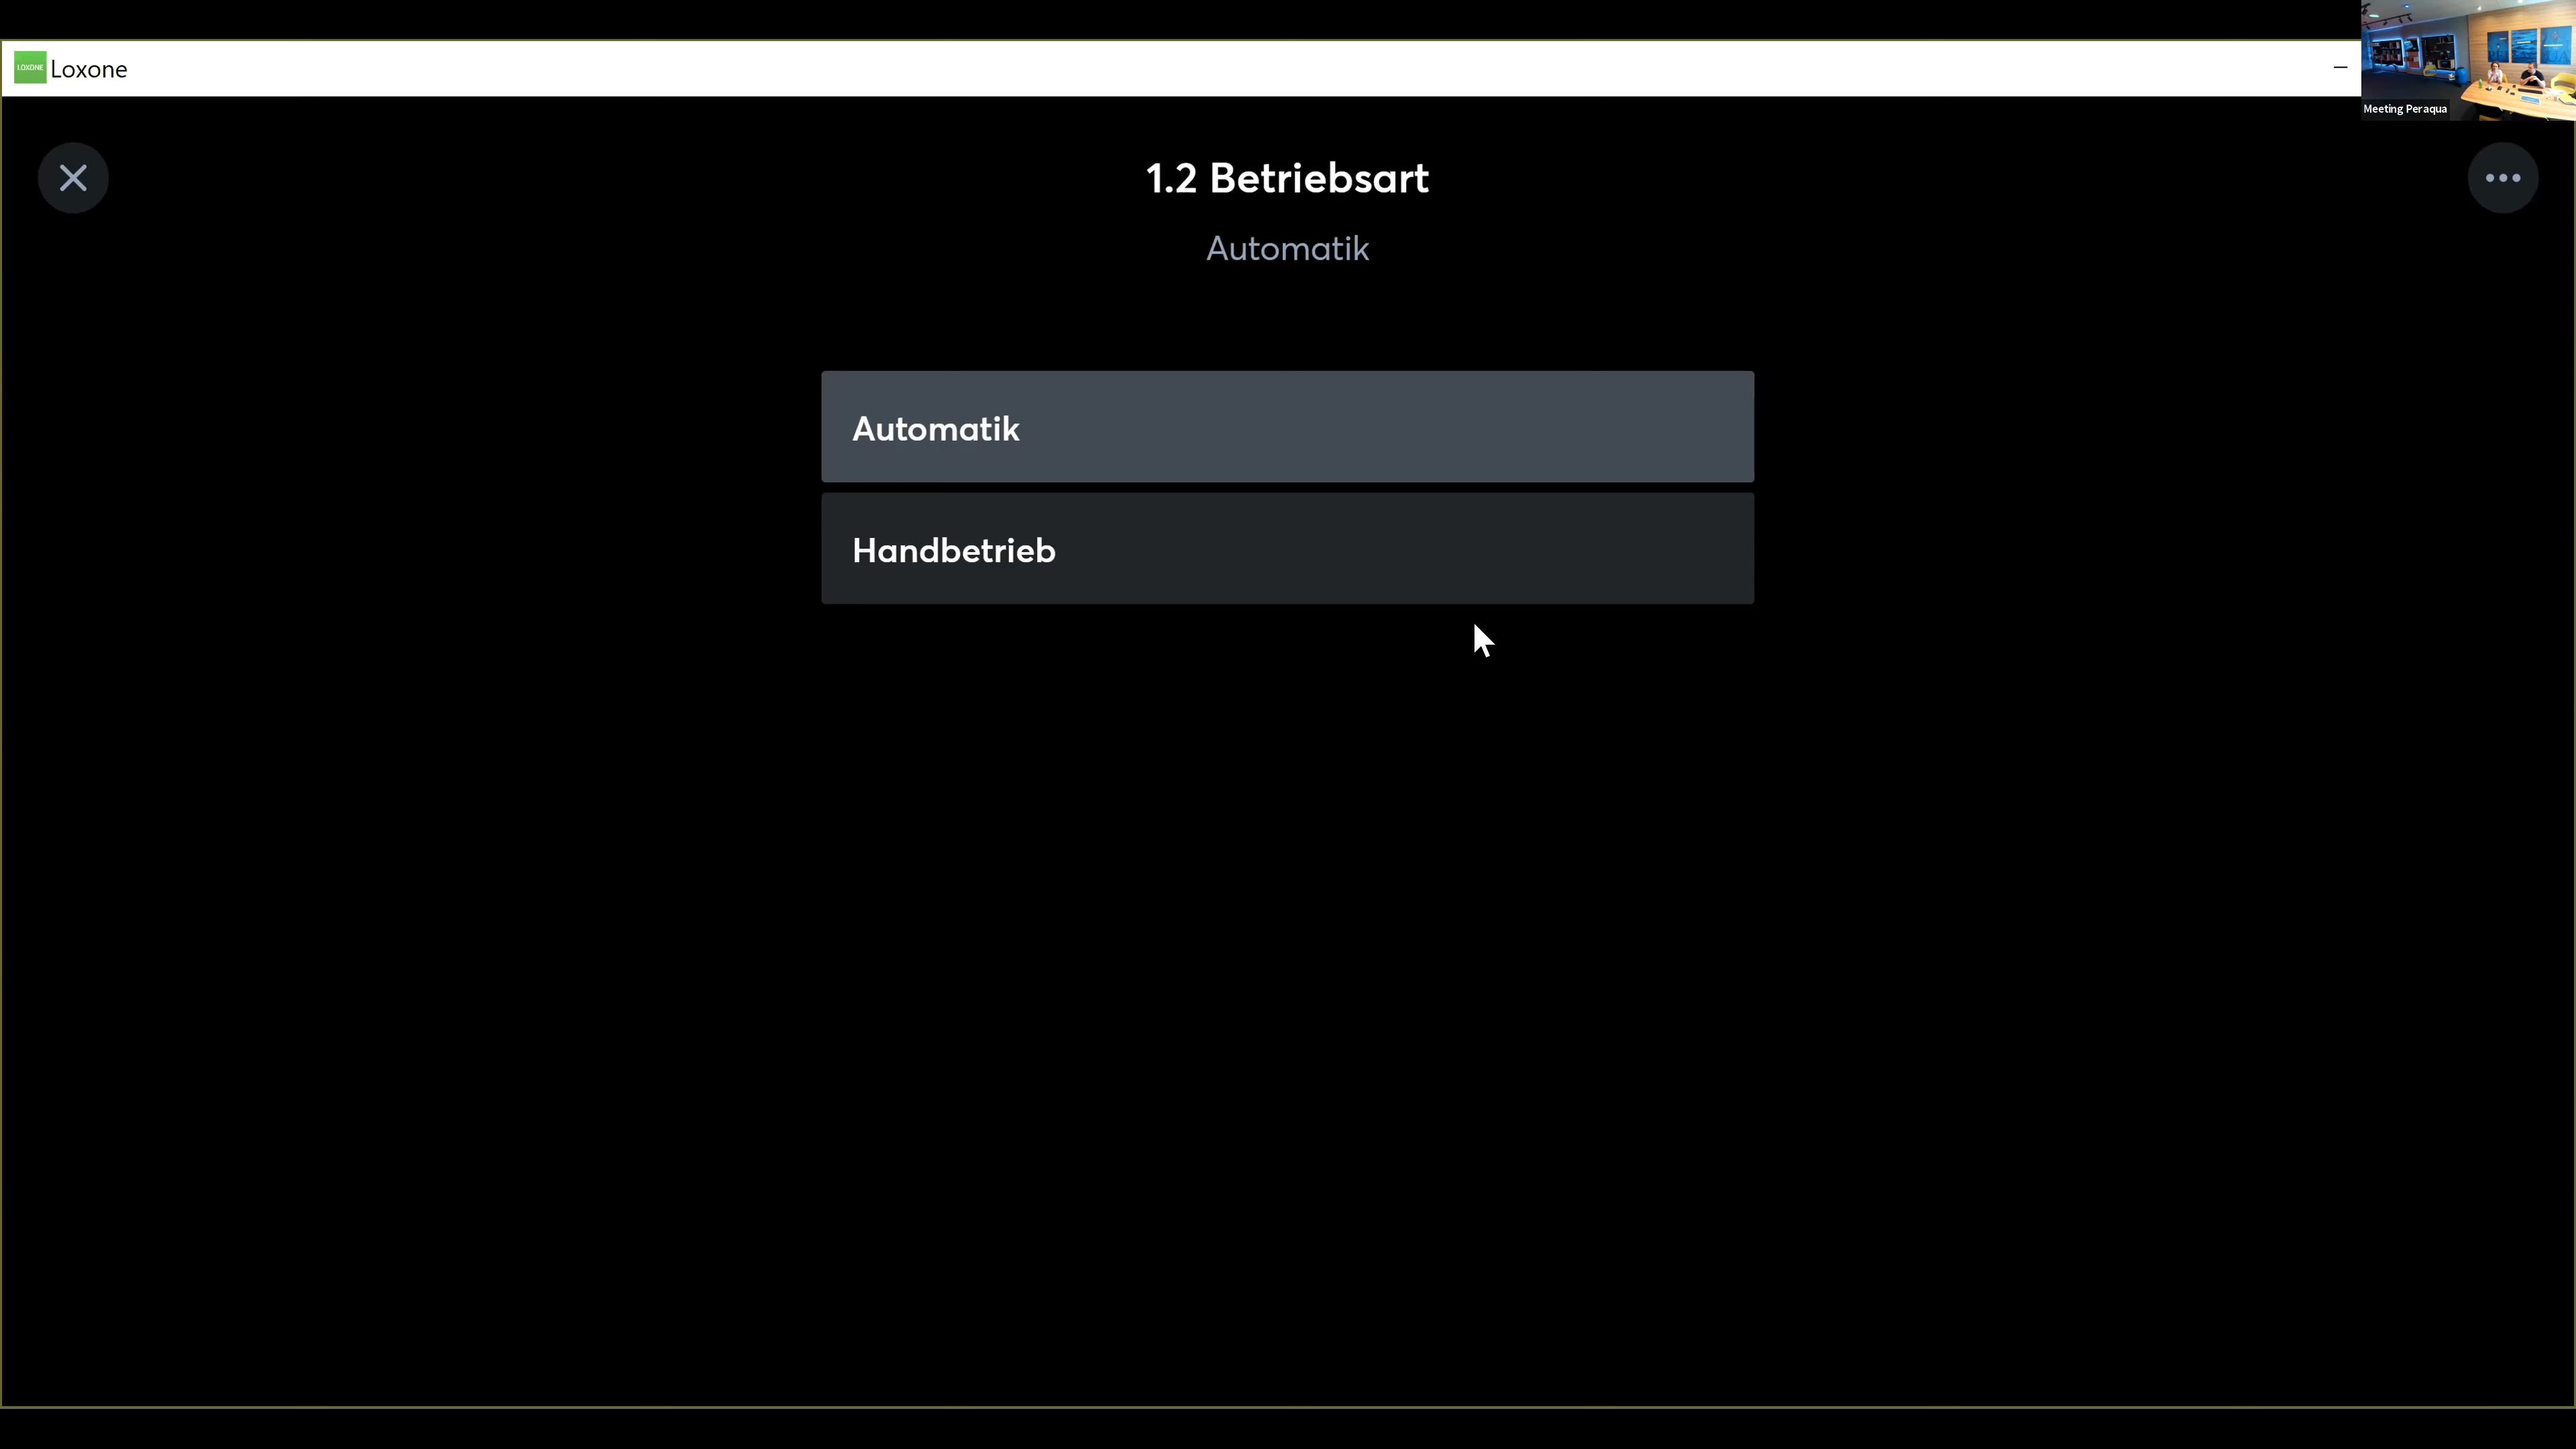 LOXONE Loxone
Meeting Peraqua
1.2 Betriebsart
Automatik
Automatik
Handbetrieb